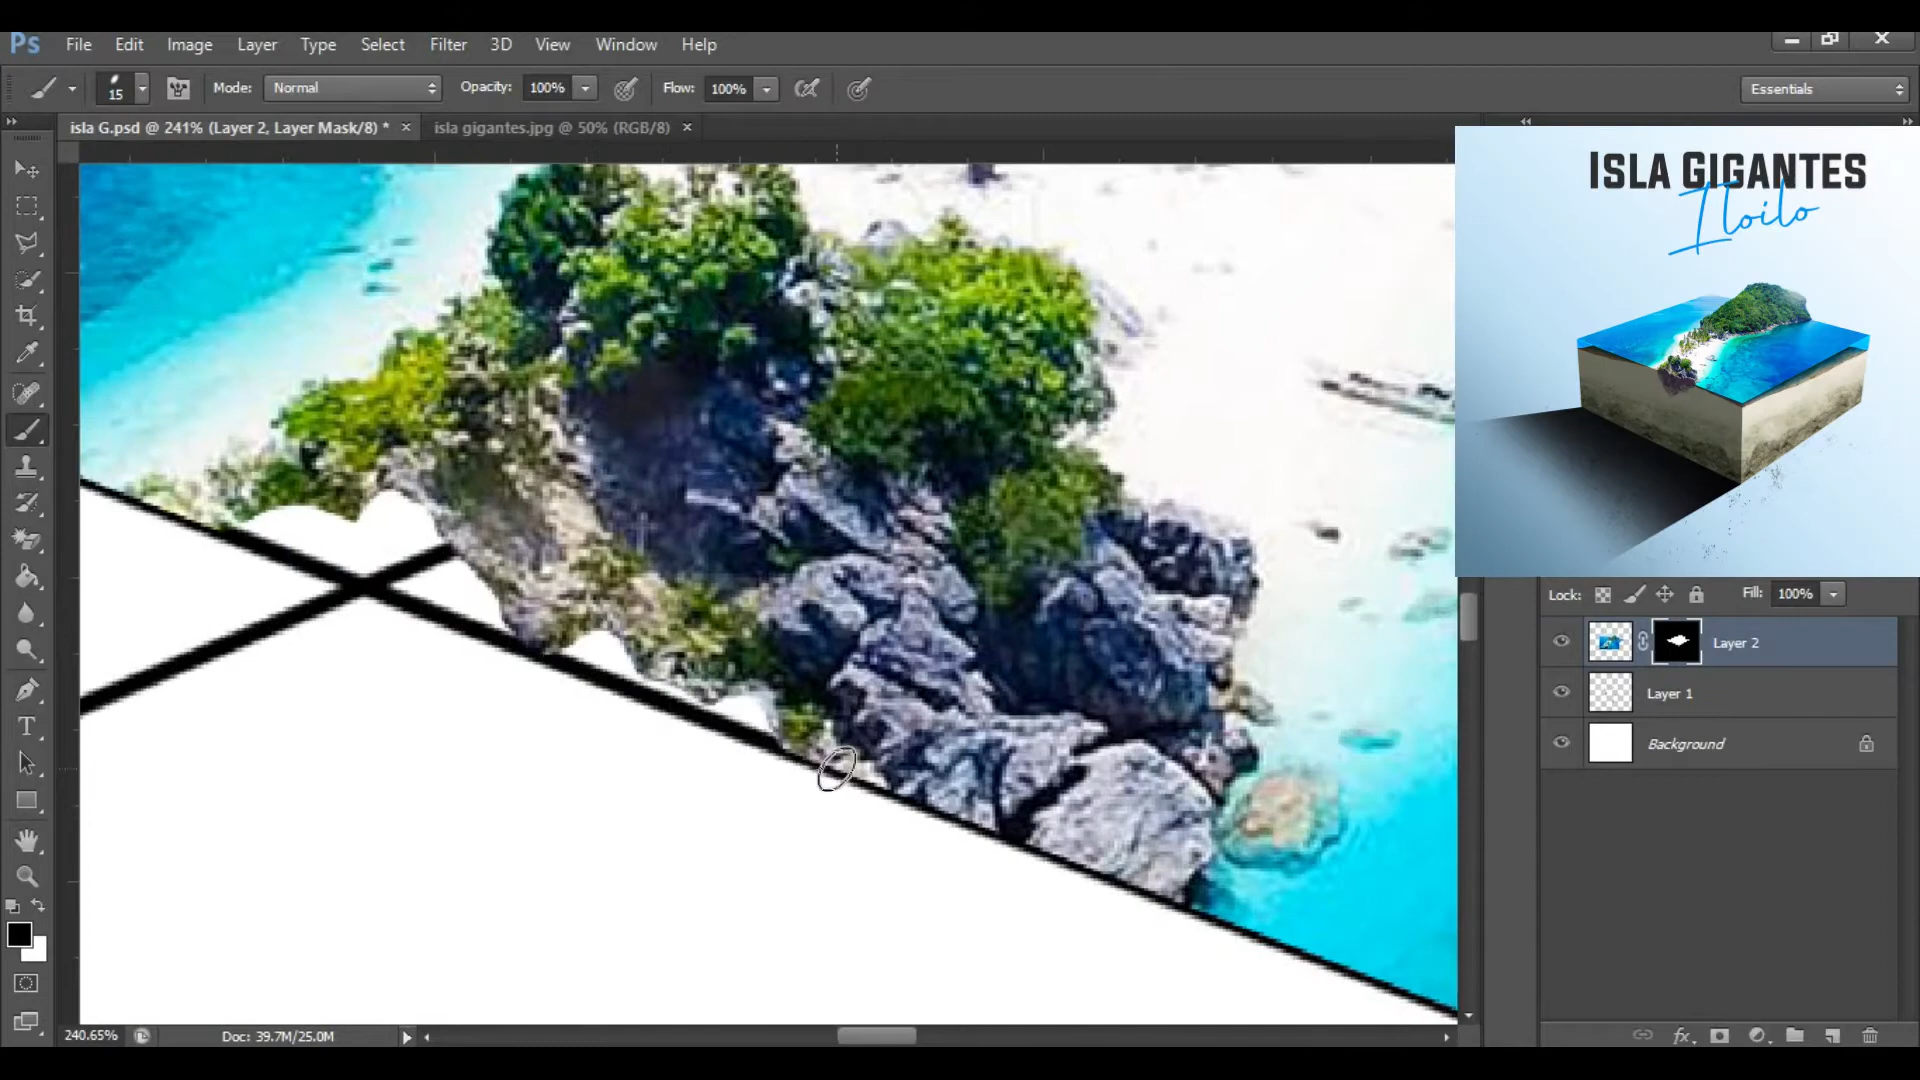 Ps File Edit Image Layer Type Select Filter 3D View Window Help
15 Mode: Normal Opacity: 100% Flow: 100% Essentials
isla G.psd @ 241% (Layer 2, Layer Mask/8) * × isla gigantes.jpg @ 50% (RGB/8) ×
ISLA GIGANTES
Iloilo
Lock: Fill: 100%
Layer 2
Layer 1
Background
240.65% Doc: 39.7M/25.0M